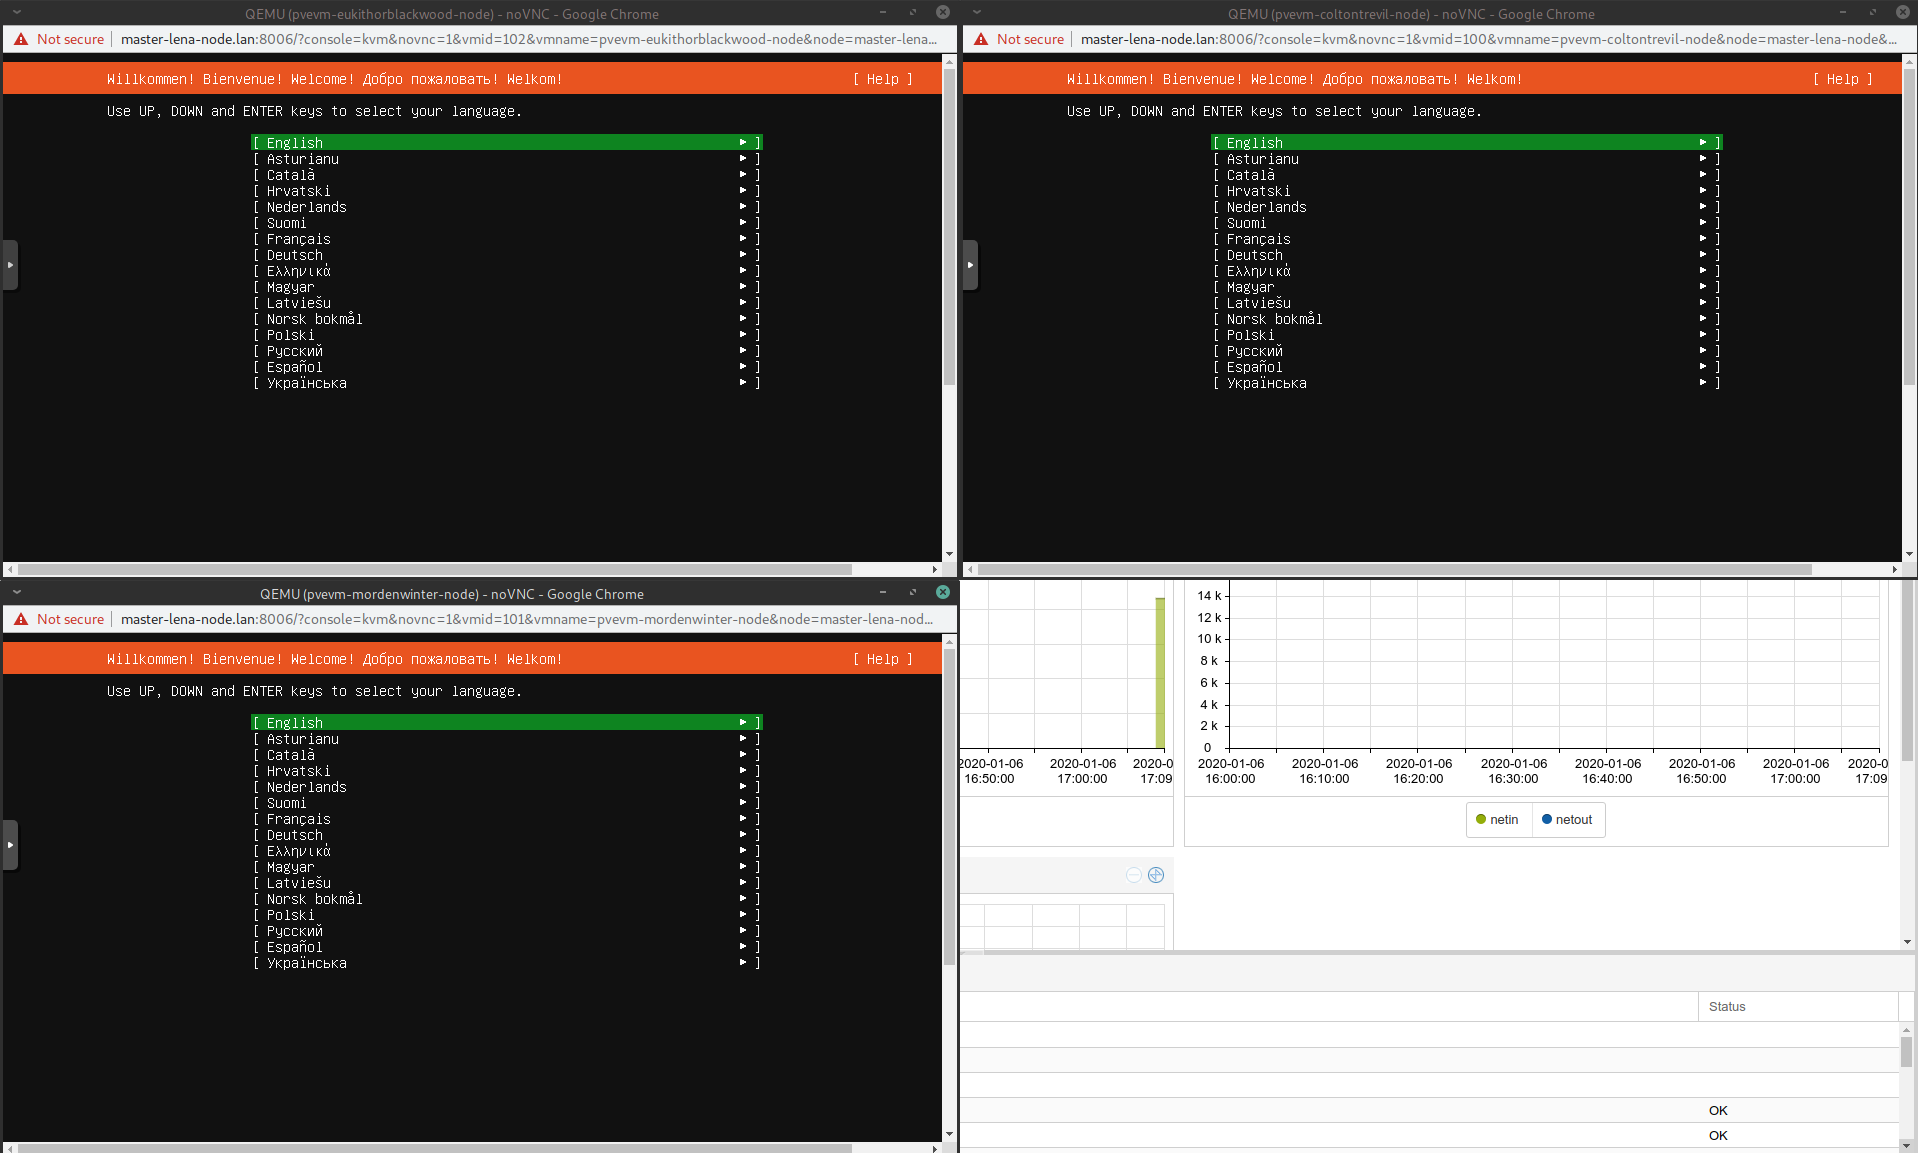 QEMU (pvevm-eukithorblackwood-node) - noVNC - Google Chrome
Not secure | master-lena-node.lan:8006/?console=kvm&novnc=1&vmid=102&vmname=pvevm-eukithorblackwood-node&node=master-lena...
Willkommen! Bienvenue! Welcome! Добро пожаловать! Welkom! [ Help ]
Use UP, DOWN and ENTER keys to select your language.
[ English ► ]
[ Asturianu ► ]
[ Català ► ]
[ Hrvatski ► ]
[ Nederlands ► ]
[ Suomi ► ]
[ Français ► ]
[ Deutsch ► ]
[ Ελληνικά ► ]
[ Magyar ► ]
[ Latviešu ► ]
[ Norsk bokmål ► ]
[ Polski ► ]
[ Русский ► ]
[ Español ► ]
[ Українська ► ]
QEMU (pvevm-coltontrevil-node) - noVNC - Google Chrome
Not secure | master-lena-node.lan:8006/?console=kvm&novnc=1&vmid=100&vmname=pvevm-coltontrevil-node&node=master-lena-node&...
Willkommen! Bienvenue! Welcome! Добро пожаловать! Welkom! [ Help ]
Use UP, DOWN and ENTER keys to select your language.
[ English ► ]
[ Asturianu ► ]
[ Català ► ]
[ Hrvatski ► ]
[ Nederlands ► ]
[ Suomi ► ]
[ Français ► ]
[ Deutsch ► ]
[ Ελληνικά ► ]
[ Magyar ► ]
[ Latviešu ► ]
[ Norsk bokmål ► ]
[ Polski ► ]
[ Русский ► ]
[ Español ► ]
[ Українська ► ]
QEMU (pvevm-mordenwinter-node) - noVNC - Google Chrome
Not secure | master-lena-node.lan:8006/?console=kvm&novnc=1&vmid=101&vmname=pvevm-mordenwinter-node&node=master-lena-nod...
Willkommen! Bienvenue! Welcome! Добро пожаловать! Welkom! [ Help ]
Use UP, DOWN and ENTER keys to select your language.
[ English ► ]
[ Asturianu ► ]
[ Català ► ]
[ Hrvatski ► ]
[ Nederlands ► ]
[ Suomi ► ]
[ Français ► ]
[ Deutsch ► ]
[ Ελληνικά ► ]
[ Magyar ► ]
[ Latviešu ► ]
[ Norsk bokmål ► ]
[ Polski ► ]
[ Русский ► ]
[ Español ► ]
[ Українська ► ]
2020-01-06 2020-01-06 2020-0
16:50:00 17:00:00 17:09
14 k
12 k
10 k
8 k
6 k
4 k
2 k
0
2020-01-06 2020-01-06 2020-01-06 2020-01-06 2020-01-06 2020-01-06 2020-01-06 2020-0
16:00:00 16:10:00 16:20:00 16:30:00 16:40:00 16:50:00 17:00:00 17:09
netin netout
Status
OK
OK